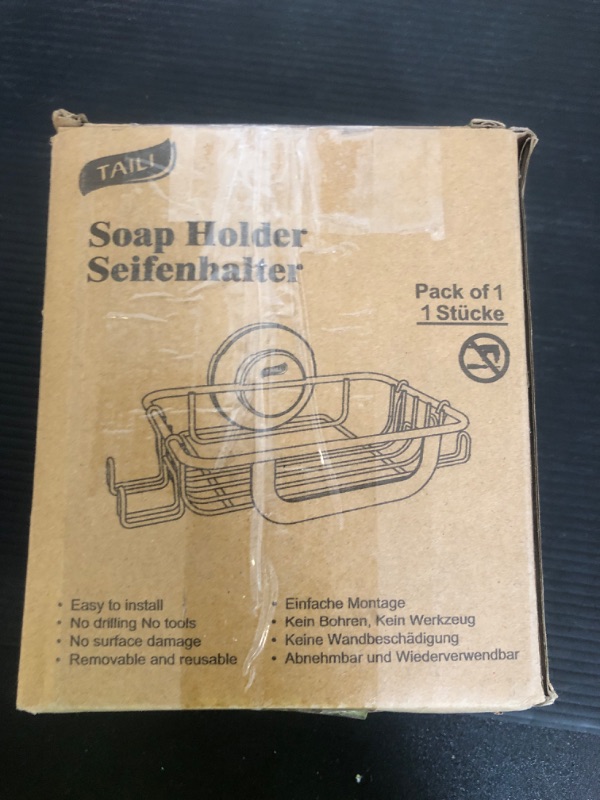 TAILI
Soap Holder
Seifenhalter
Pack of 1
1 Stücke
• Easy to install
• No drilling No tools
• No surface damage
• Removable and reusable
• Einfache Montage
• Kein Bohren, Kein Werkzeug
• Keine Wandbeschädigung
• Abnehmbar und Wiederverwendbar